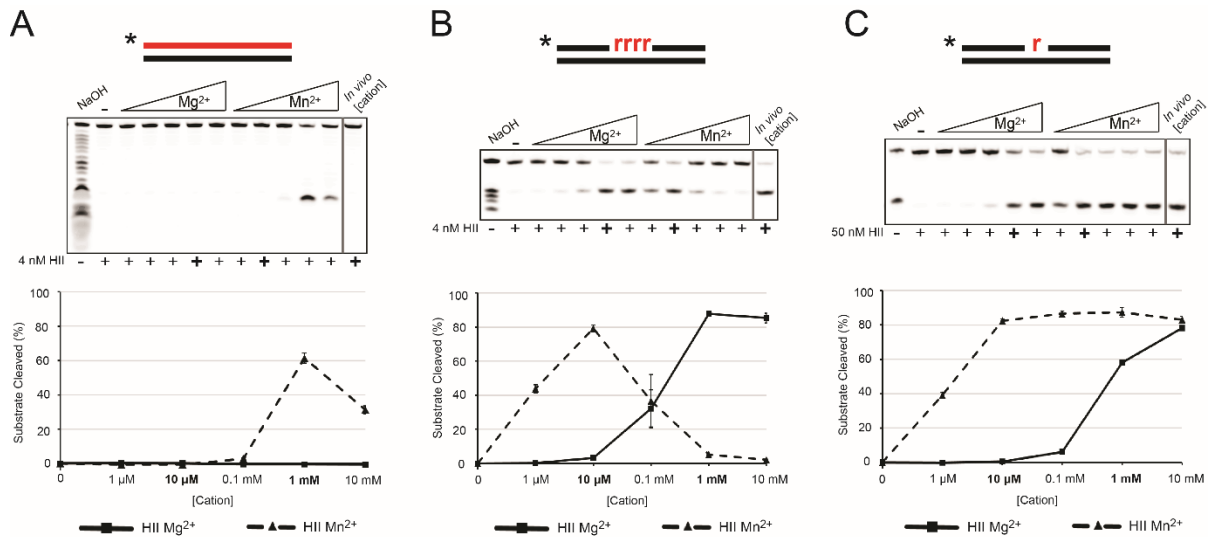 A
*
NaOH
–
Mg2+
Mn2+
In vivo
[cation]
4 nM HII
- + + + + + + + + + + +
Substrate Cleaved (%)
100
80
60
40
20
0
0 1 µM 10 µM 0.1 mM 1 mM 10 mM
[Cation]
HII Mg2+ HII Mn2+
B
* rrrr
NaOH
–
Mg2+
Mn2+
In vivo
[cation]
4 nM HII
- + + + + + + + + + + + +
Substrate Cleaved (%)
100
80
60
40
20
0
0 1 µM 10 µM 0.1 mM 1 mM 10 mM
[Cation]
HII Mg2+ HII Mn2+
C
* r
NaOH
–
Mg2+
Mn2+
In vivo
[cation]
50 nM HII
- + + + + + + + + + + + +
Substrate Cleaved (%)
100
80
60
40
20
0
0 1 µM 10 µM 0.1 mM 1 mM 10 mM
[Cation]
HII Mg2+ HII Mn2+